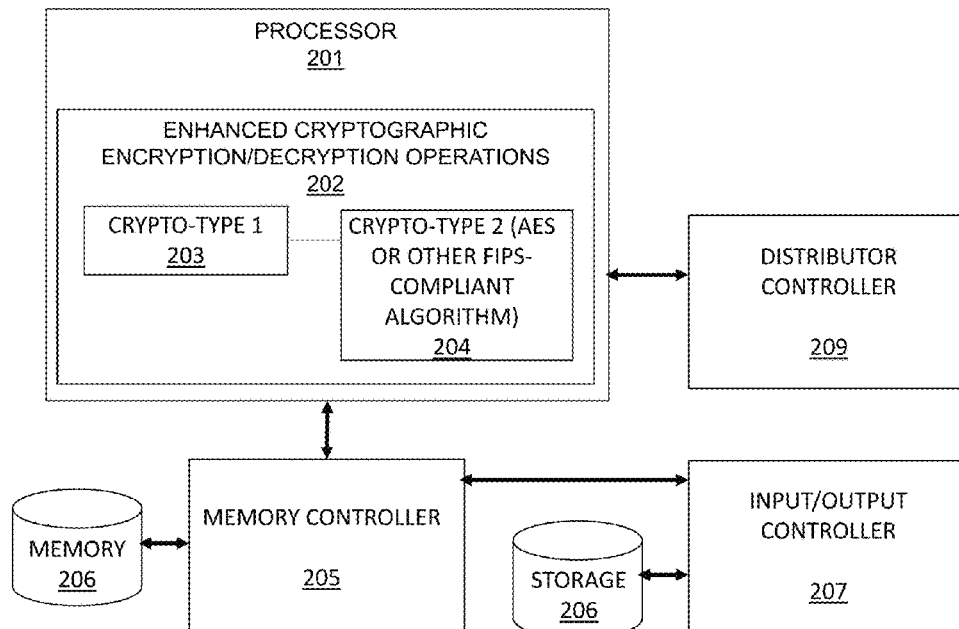 PROCESSOR
201
ENHANCED CRYPTOGRAPHIC
ENCRYPTION/DECRYPTION OPERATIONS
202
CRYPTO-TYPE 1
203
CRYPTO-TYPE 2 (AES
OR OTHER FIPS-
COMPLIANT
ALGORITHM)
204
DISTRIBUTOR
CONTROLLER
209
MEMORY
206
MEMORY CONTROLLER
205
STORAGE
206
INPUT/OUTPUT
CONTROLLER
207